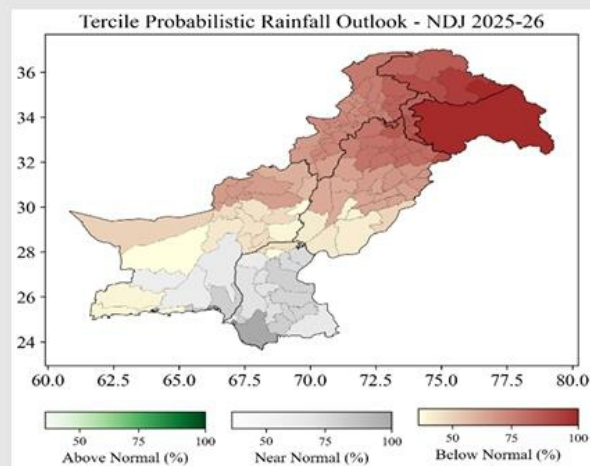 Tercile Probabilistic Rainfall Outlook - NDJ 2025-26
36
34
32
30
28
26
24
60.0 62.5 65.0 67.5 70.0 72.5 75.0 77.5 80.0
50 75 100 50 75 100 50 75 100
Above Normal (%) Near Normal (%) Below Normal (%)